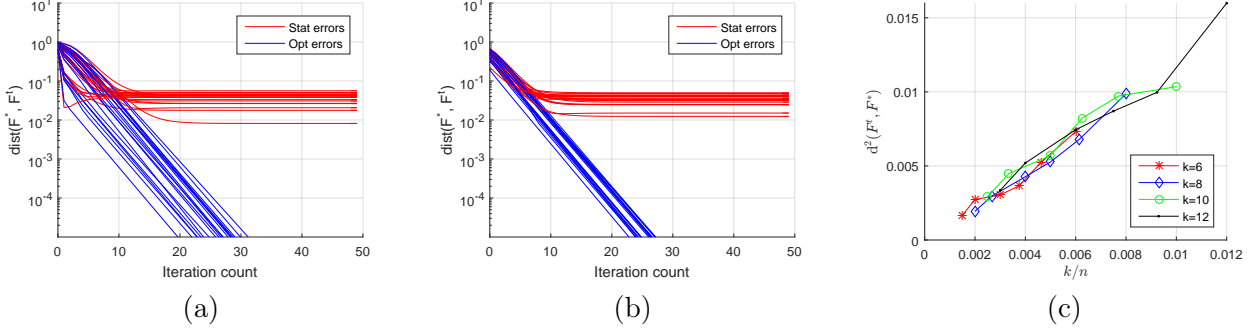 10^1
10^0
10^-1
10^-2
10^-3
10^-4
dist(F^*, F^t)
0 10 20 30 40 50
Iteration count
Stat errors
Opt errors
(a)
10^1
10^0
10^-1
10^-2
10^-3
10^-4
dist(F^*, F^t)
0 10 20 30 40 50
Iteration count
Stat errors
Opt errors
(b)
0.015
0.01
0.005
0
d^2(F^t, F^*)
0.002 0.004 0.006 0.008 0.01 0.012
k/n
k=6
k=8
k=10
k=12
(c)